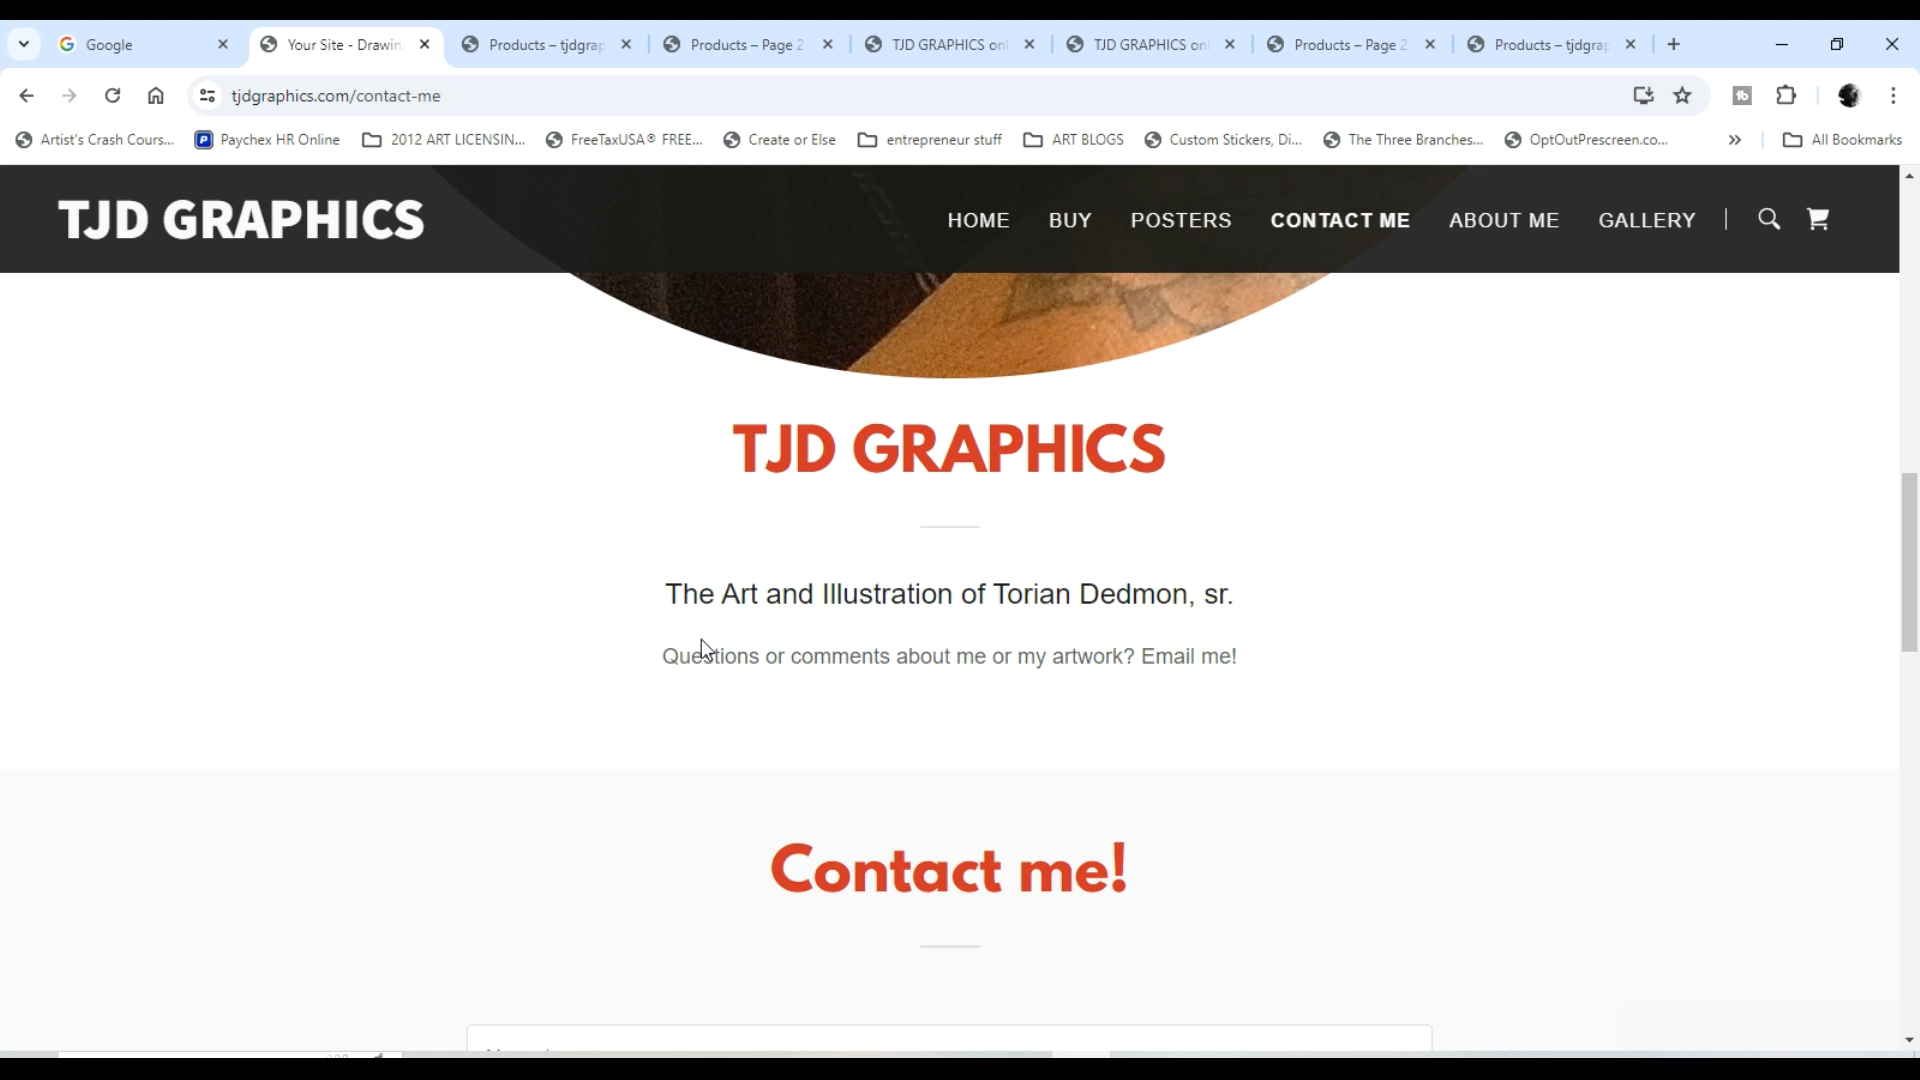 Google
Your Site - Drawin
Products – tjdgrap
Products – Page 2
TJD GRAPHICS onl
TJD GRAPHICS onl
Products – Page 2
Products – tjdgrap
tjdgraphics.com/contact-me
Artist's Crash Cours...
Paychex HR Online
2012 ART LICENSIN...
FreeTaxUSA® FREE...
Create or Else
entrepreneur stuff
ART BLOGS
Custom Stickers, Di...
The Three Branches...
OptOutPrescreen.co...
All Bookmarks
TJD GRAPHICS
HOME
BUY
POSTERS
CONTACT ME
ABOUT ME
GALLERY
TJD GRAPHICS
The Art and Illustration of Torian Dedmon, sr.
Questions or comments about me or my artwork? Email me!
Contact me!